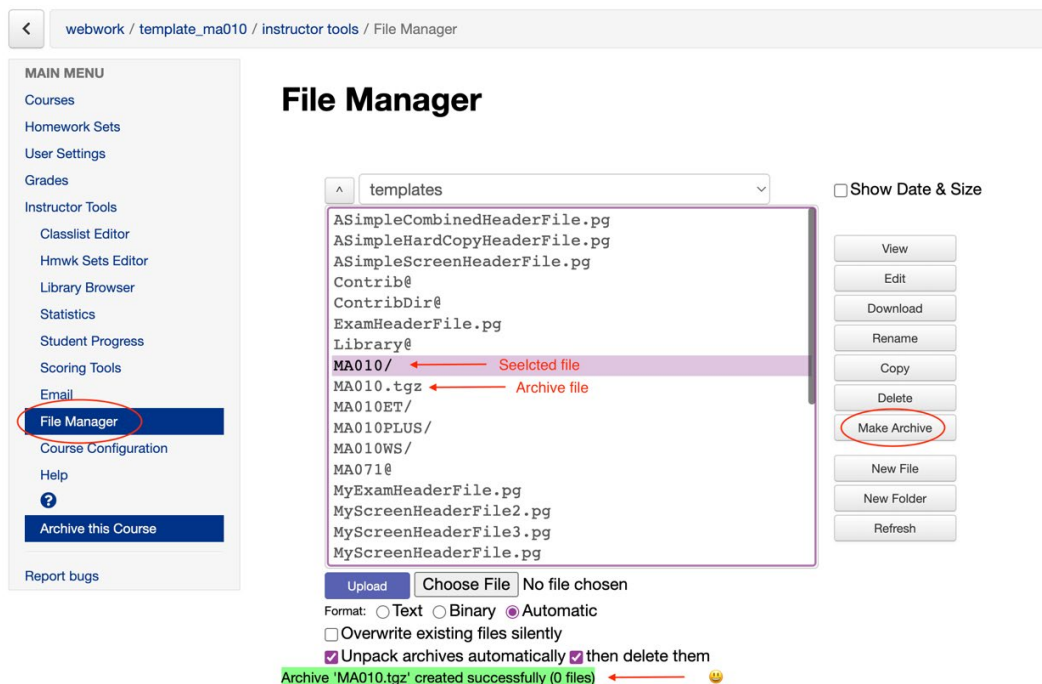 webwork / template_ma010 / instructor tools / File Manager
MAIN MENU
Courses
Homework Sets
User Settings
Grades
Instructor Tools
Classlist Editor
Hmwk Sets Editor
Library Browser
Statistics
Student Progress
Scoring Tools
Email
File Manager
Course Configuration
Help
?
Archive this Course
Report bugs
File Manager
^ templates
Show Date & Size
ASimpleCombinedHeaderFile.pg
ASimpleHardCopyHeaderFile.pg
ASimpleScreenHeaderFile.pg
Contrib@
ContribDir@
ExamHeaderFile.pg
Library@
MA010/ Seelcted file
MA010.tgz Archive file
MA010ET/
MA010PLUS/
MA010WS/
MA071@
MyExamHeaderFile.pg
MyScreenHeaderFile2.pg
MyScreenHeaderFile3.pg
MyScreenHeaderFile.pg
View
Edit
Download
Rename
Copy
Delete
Make Archive
New File
New Folder
Refresh
Upload Choose File No file chosen
Format: Text Binary Automatic
Overwrite existing files silently
Unpack archives automatically then delete them
Archive 'MA010.tgz' created successfully (0 files)